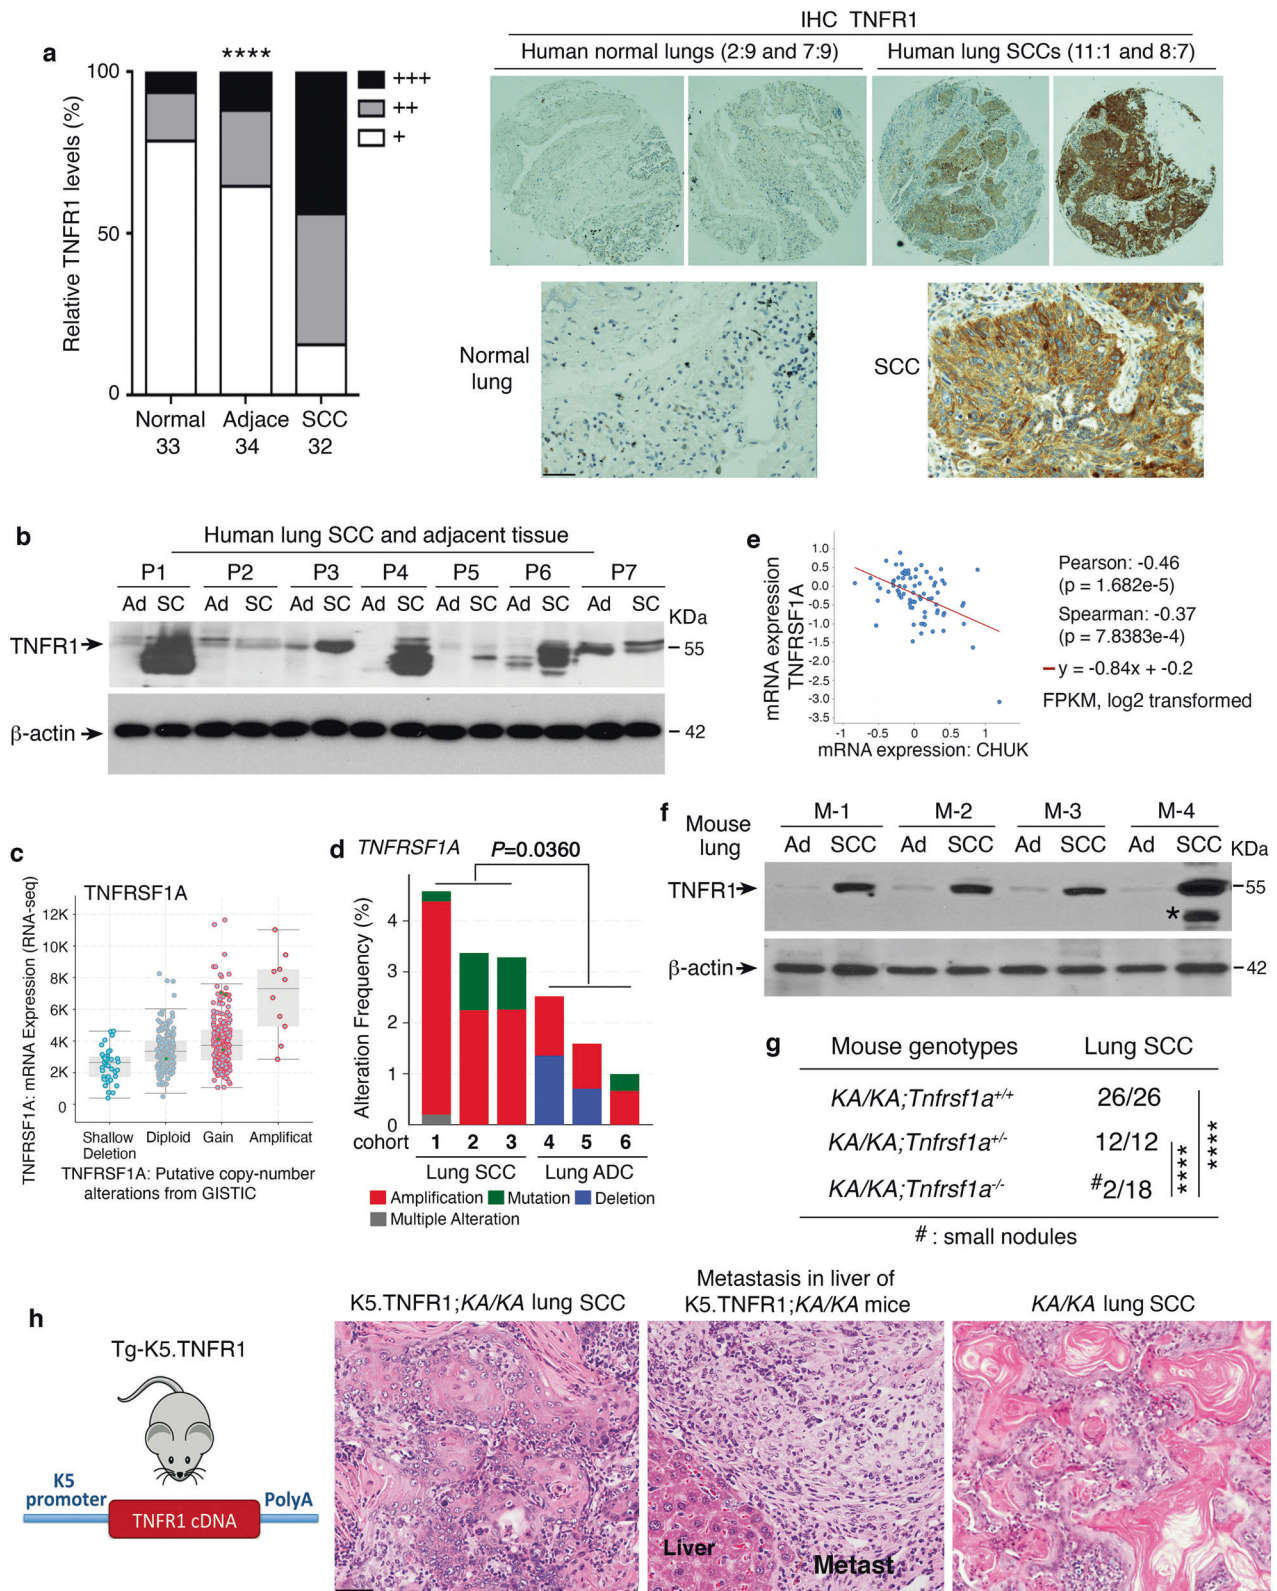 a
****
Relative TNFR1 levels (%)
100
50
0
+++
++
+
Normal Adjace SCC
33 34 32
IHC TNFR1
Human normal lungs (2:9 and 7:9) Human lung SCCs (11:1 and 8:7)
Normal
lung
SCC
b
Human lung SCC and adjacent tissue
P1 P2 P3 P4 P5 P6 P7
Ad SC Ad SC Ad SC Ad SC Ad SC Ad SC Ad SC
KDa
TNFR1
55
β-actin
42
e
mRNA expression
TNFRSF1A
1.0
0.5
0.0
-0.5
-1.0
-1.5
-2.0
-2.5
-3.0
-3.5
-1 -0.5 0 0.5 1
mRNA expression: CHUK
Pearson: -0.46
(p = 1.682e-5)
Spearman: -0.37
(p = 7.8383e-4)
y = -0.84x + -0.2
FPKM, log2 transformed
c
TNFRSF1A
TNFRSF1A: mRNA Expression (RNA-seq)
12K
10K
8K
6K
4K
2K
0
Shallow Diploid Gain Amplificat
Deletion
TNFRSF1A: Putative copy-number
alterations from GISTIC
d
TNFRSF1A P=0.0360
Alteration Frequency (%)
4
3
2
1
0
cohort 1 2 3 4 5 6
Lung SCC Lung ADC
Amplification Mutation Deletion
Multiple Alteration
f
Mouse
lung
M-1 M-2 M-3 M-4
Ad SCC Ad SCC Ad SCC Ad SCC
KDa
TNFR1
55
*
β-actin
42
g
Mouse genotypes Lung SCC
KA/KA;Tnfrsf1a+/+ 26/26
KA/KA;Tnfrsf1a+/- 12/12
KA/KA;Tnfrsf1a-/- #2/18
****
****
# : small nodules
h
Tg-K5.TNFR1
K5
promoter
TNFR1 cDNA
PolyA
K5.TNFR1;KA/KA lung SCC
Metastasis in liver of
K5.TNFR1;KA/KA mice
KA/KA lung SCC
Liver
Metast